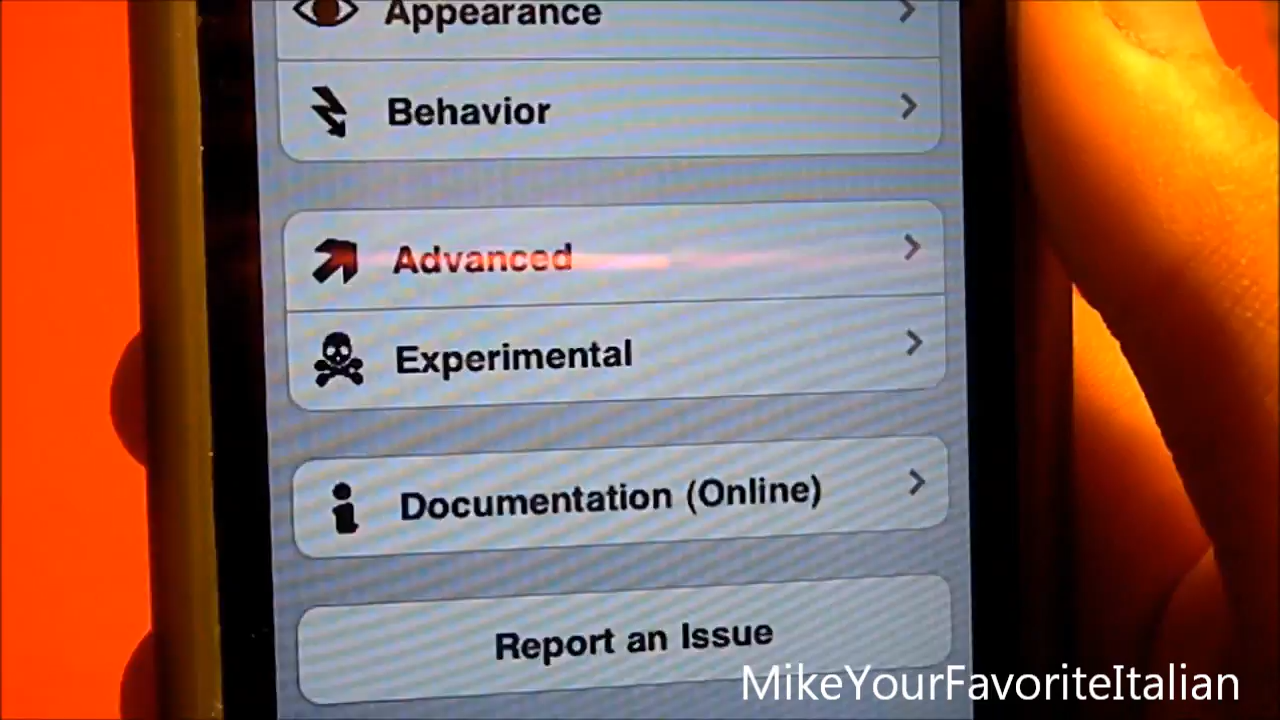 Appearance
Behavior
Advanced
Experimental
Documentation (Online)
Report an Issue
MikeYourFavoriteItalian